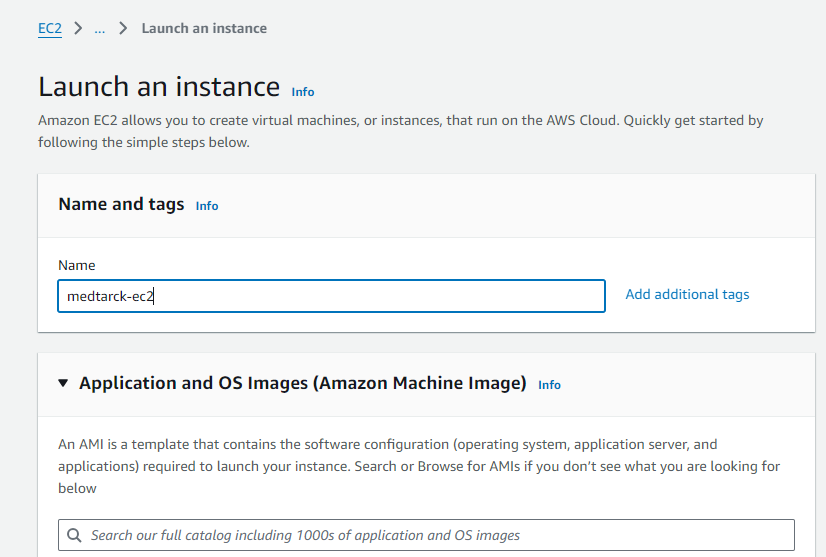 EC2 > ... > Launch an instance
Launch an instance Info
Amazon EC2 allows you to create virtual machines, or instances, that run on the AWS Cloud. Quickly get started by
following the simple steps below.
Name and tags Info
Name
medtarck-ec2
Add additional tags
Application and OS Images (Amazon Machine Image) Info
An AMI is a template that contains the software configuration (operating system, application server, and
applications) required to launch your instance. Search or Browse for AMIs if you don’t see what you are looking for
below
Search our full catalog including 1000s of application and OS images